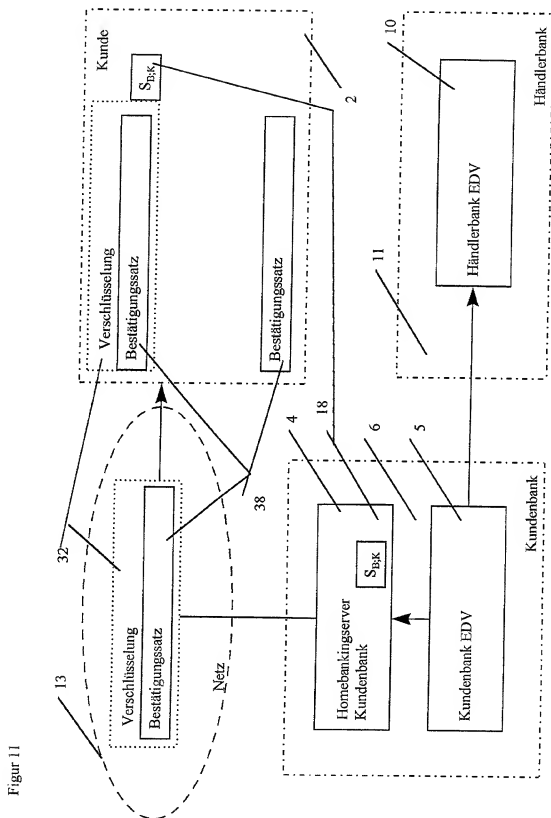 Figur 11
13
32
Verschlüsselung
Bestätigungssatz
Netz
38
Kunde
Verschlüsselung
Bestätigungssatz
S_B;K
Bestätigungssatz
2
4
18
6
5
Homebankingserver
Kundenbank
S_B;K
Kundenbank EDV
Kundenbank
11
10
Händlerbank EDV
Händlerbank